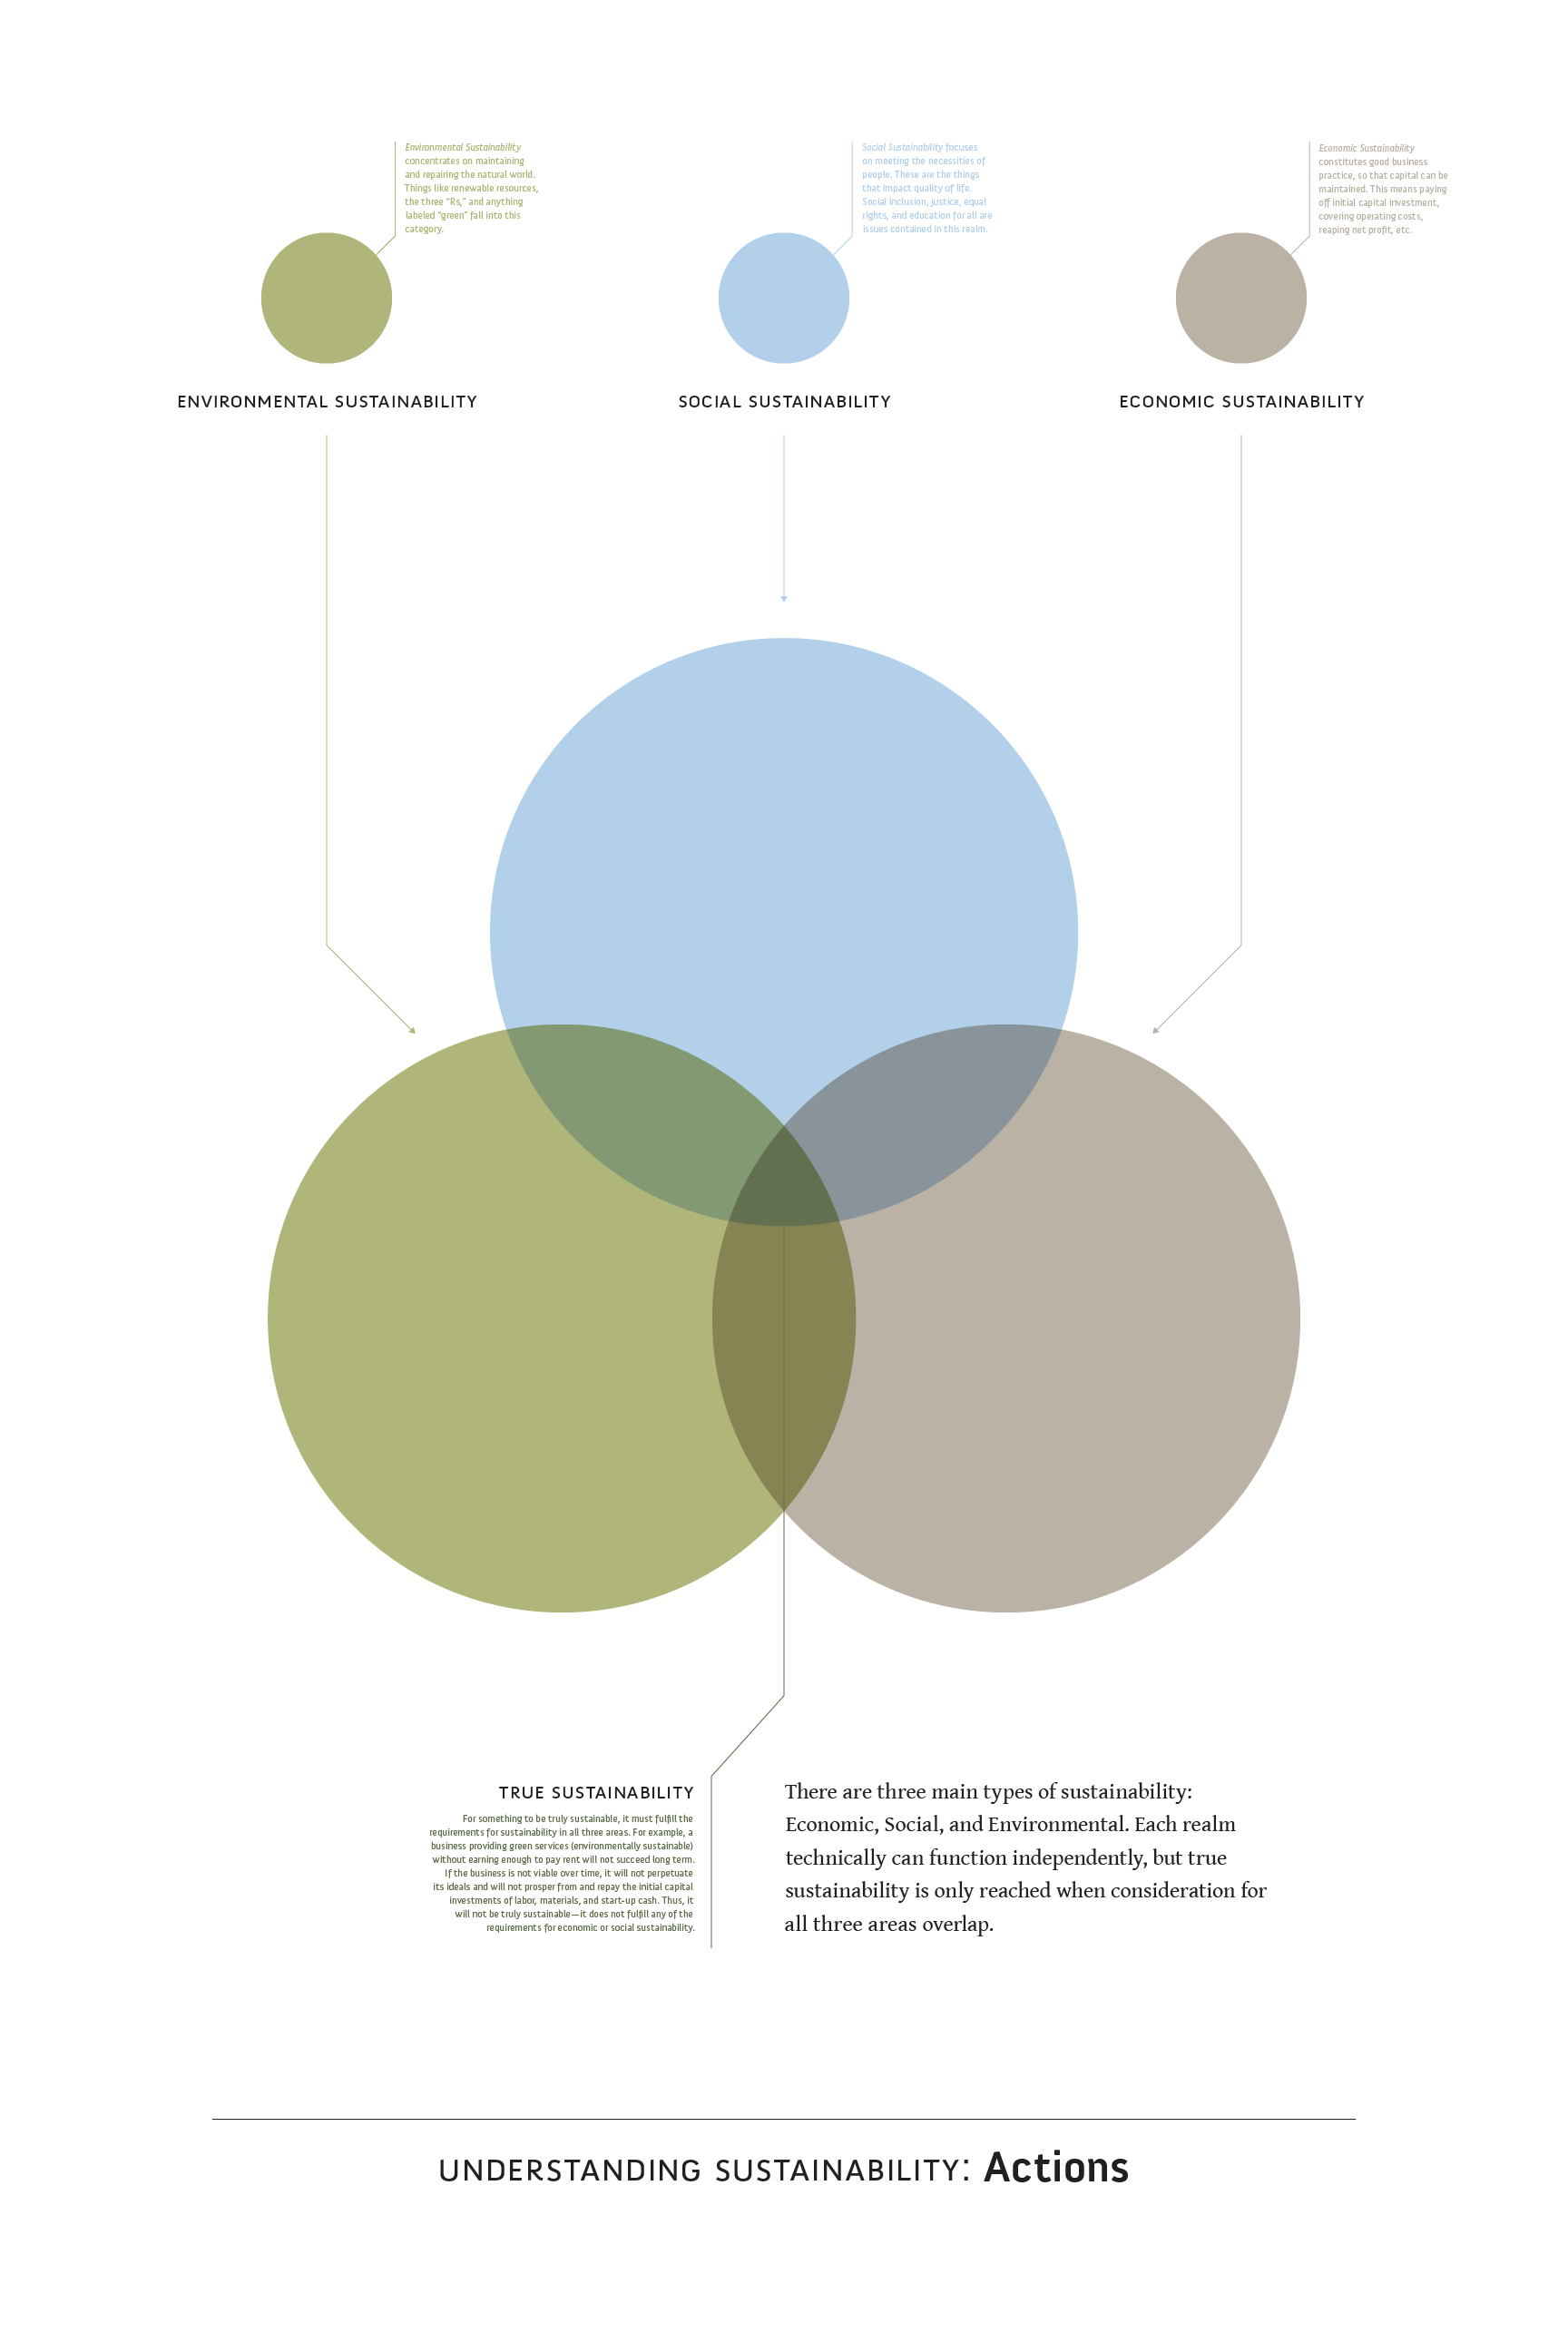 Environmental Sustainability
concentrates on maintaining
and repairing the natural world.
Things like renewable resources,
the three “Rs,” and anything
labeled “green” fall into this
category.
Social Sustainability focuses
on meeting the necessities of
people. These are the things
that impact quality of life.
Social inclusion, justice, equal
rights, and education for all are
issues contained in this realm.
Economic Sustainability
constitutes good business
practice, so that capital can be
maintained. This means paying
off initial capital investment,
covering operating costs,
reaping net profit, etc.
ENVIRONMENTAL SUSTAINABILITY
SOCIAL SUSTAINABILITY
ECONOMIC SUSTAINABILITY
TRUE SUSTAINABILITY
For something to be truly sustainable, it must fulfill the
requirements for sustainability in all three areas. For example, a
business providing green services (environmentally sustainable)
without earning enough to pay rent will not succeed long term.
If the business is not viable over time, it will not perpetuate
its ideals and will not prosper from and repay the initial capital
investments of labor, materials, and start-up cash. Thus, it
will not be truly sustainable—it does not fulfill any of the
requirements for economic or social sustainability.
There are three main types of sustainability:
Economic, Social, and Environmental. Each realm
technically can function independently, but true
sustainability is only reached when consideration for
all three areas overlap.
UNDERSTANDING SUSTAINABILITY: Actions